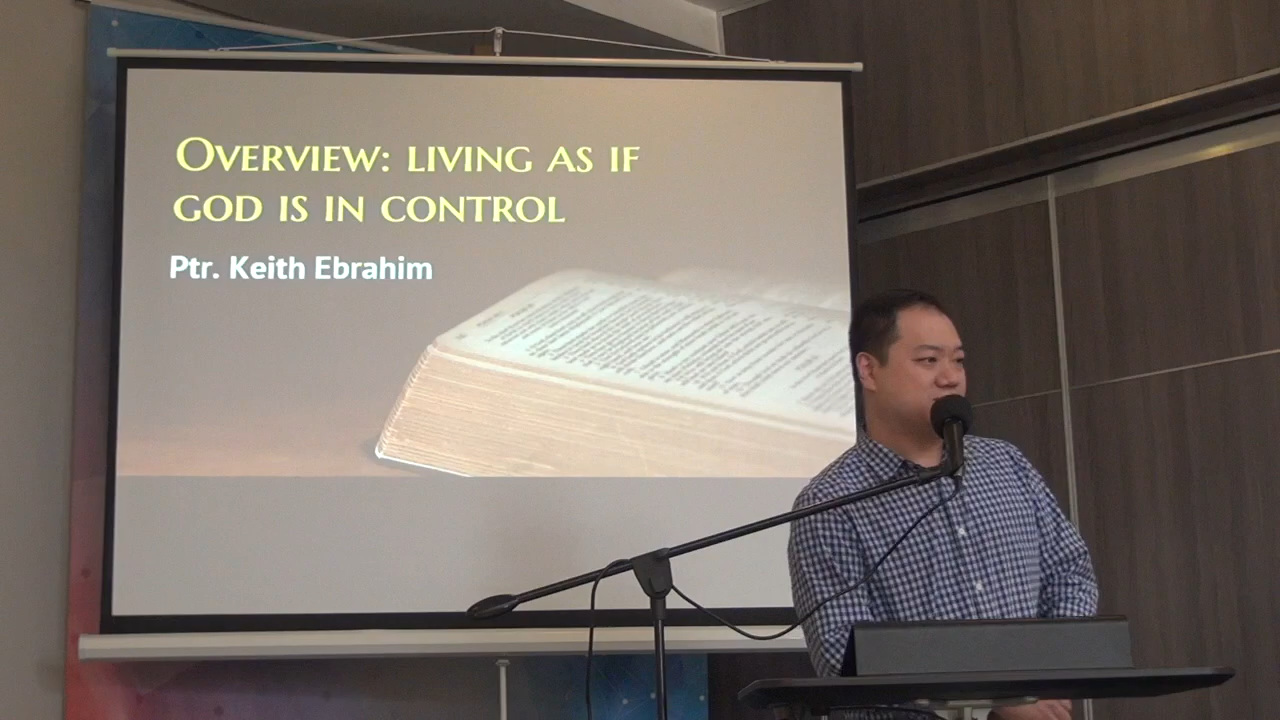 OVERVIEW: LIVING AS IF
GOD IS IN CONTROL
Ptr. Keith Ebrahim